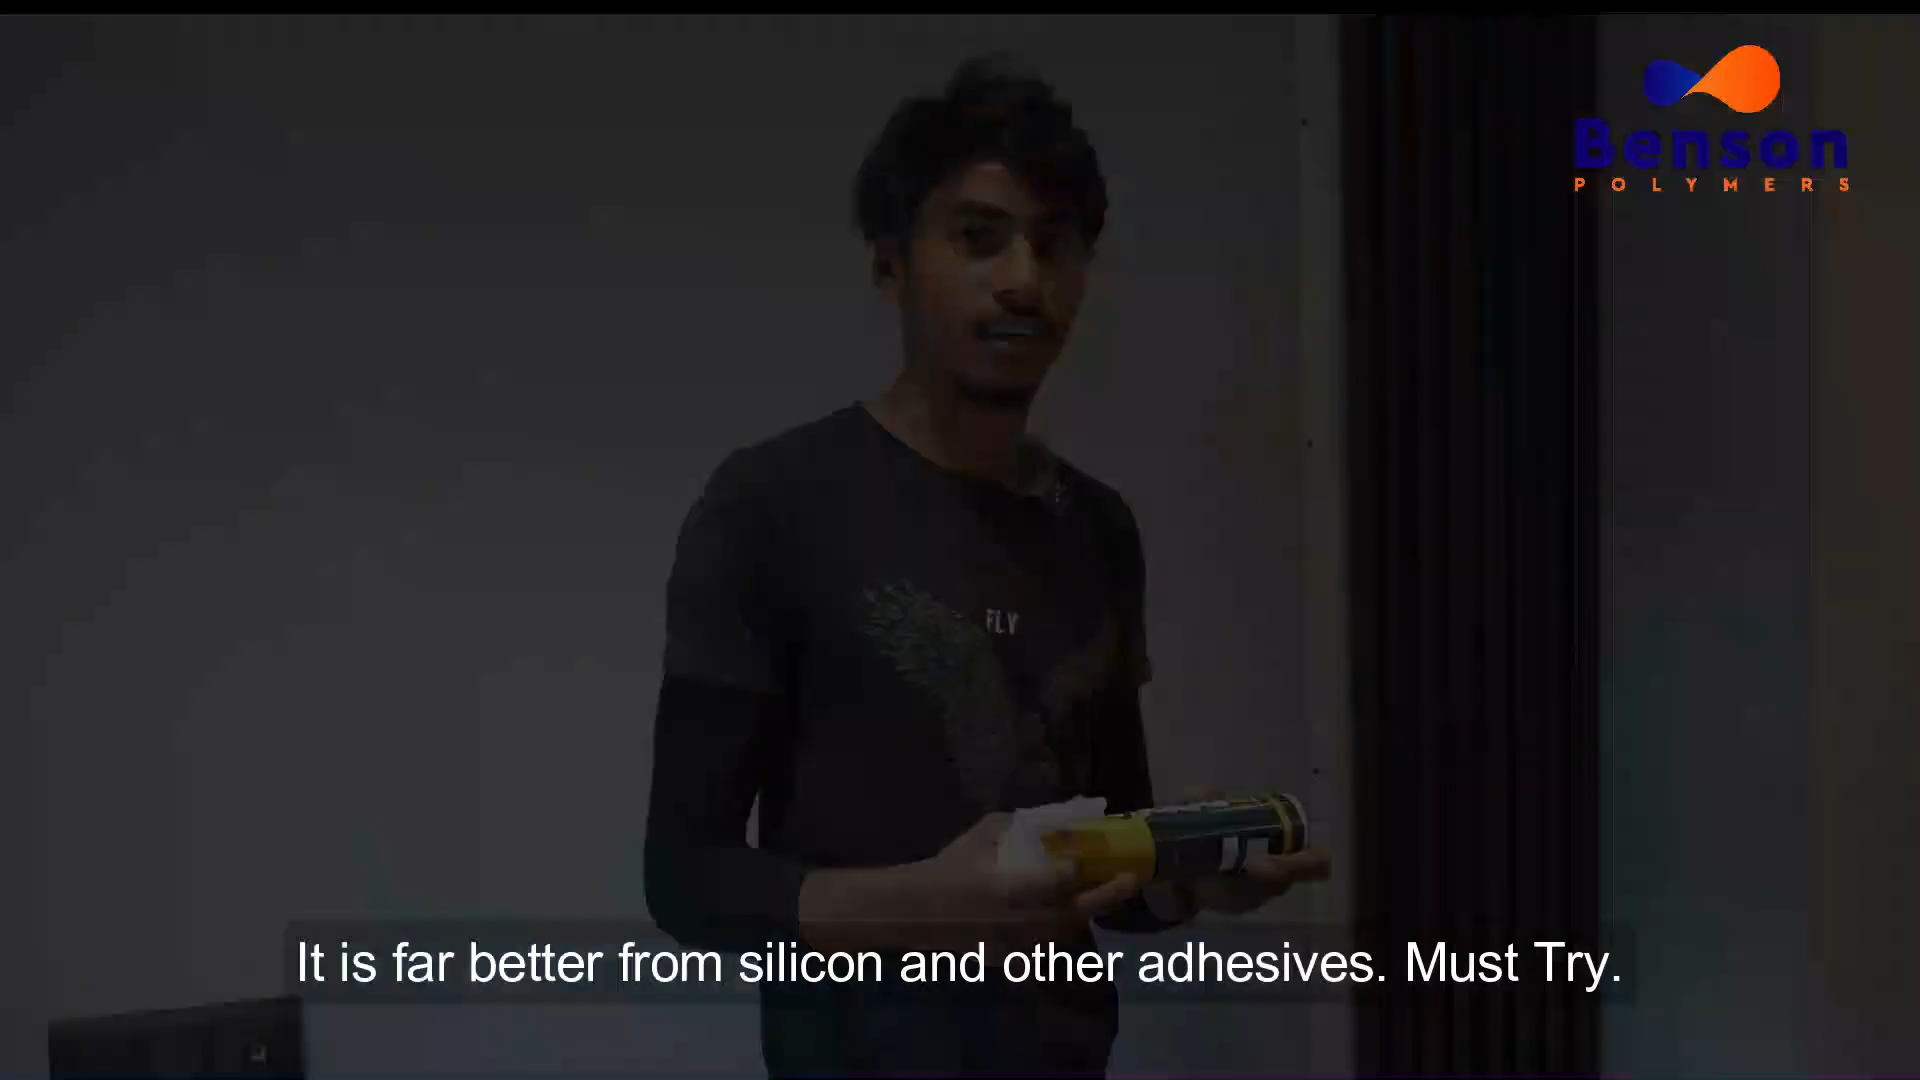 Benson
POLYMERS
FLY
It is far better from silicon and other adhesives. Must Try.